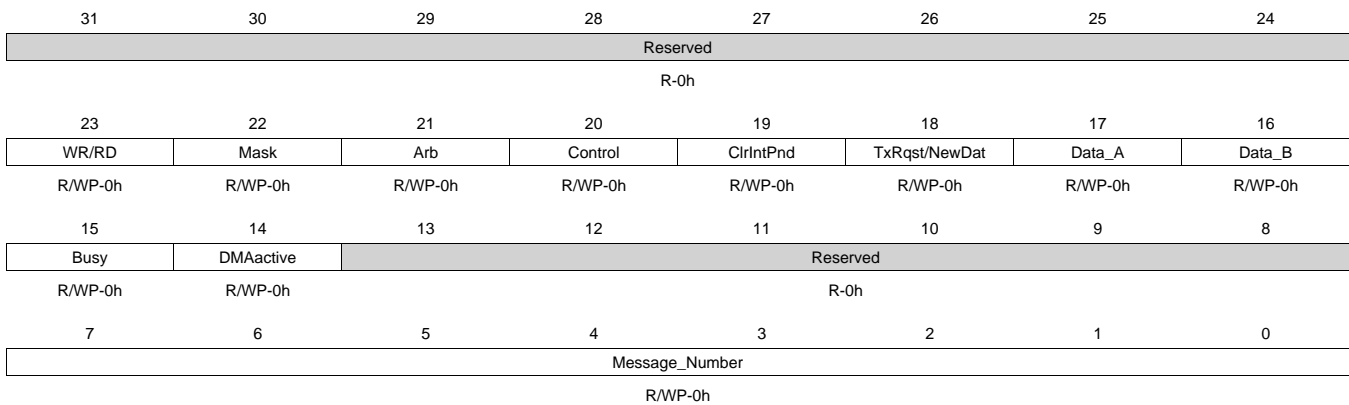 31 30 29 28 27 26 25 24
Reserved
R-0h
23 22 21 20 19 18 17 16
WR/RD Mask Arb Control ClrIntPnd TxRqst/NewDat Data_A Data_B
R/WP-0h R/WP-0h R/WP-0h R/WP-0h R/WP-0h R/WP-0h R/WP-0h R/WP-0h
15 14 13 12 11 10 9 8
Busy DMAactive Reserved
R/WP-0h R/WP-0h R-0h
7 6 5 4 3 2 1 0
Message_Number
R/WP-0h